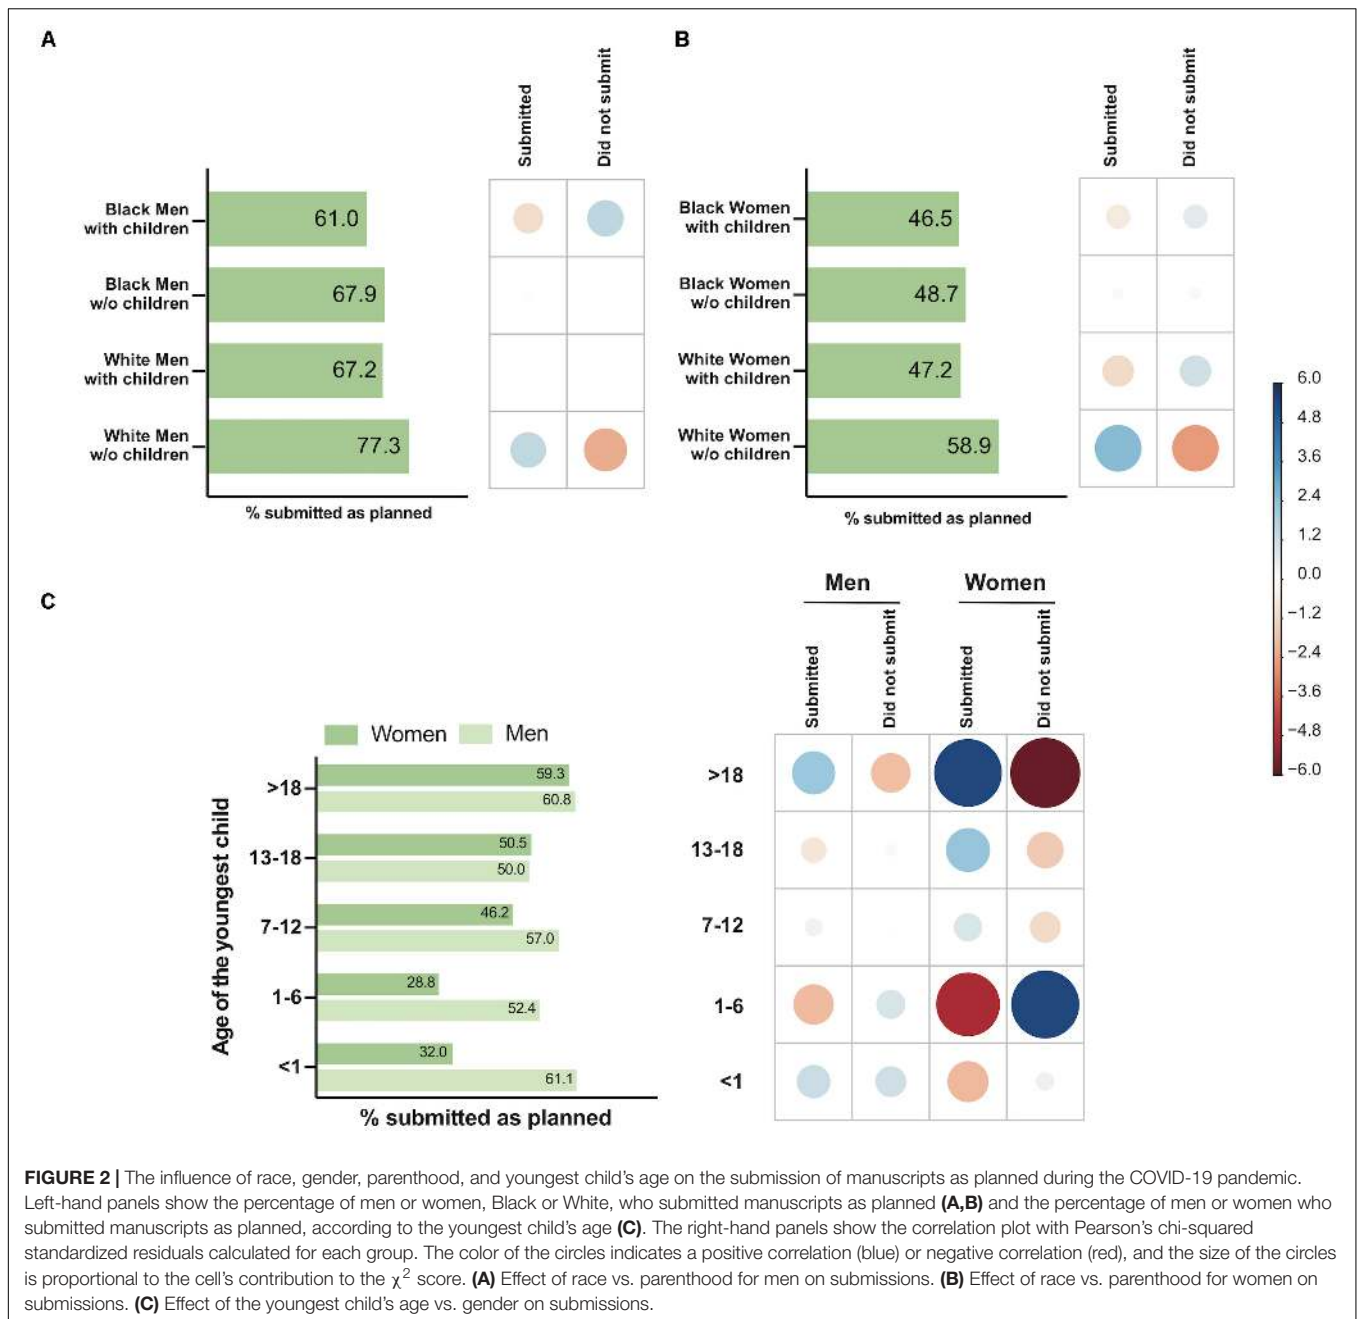 A
B
Submitted
Did not submit
Submitted
Did not submit
Black Men
with children
61.0
Black Men
w/o children
67.9
White Men
with children
67.2
White Men
w/o children
77.3
% submitted as planned
Black Women
with children
46.5
Black Women
w/o children
48.7
White Women
with children
47.2
White Women
w/o children
58.9
% submitted as planned
6.0
4.8
3.6
2.4
1.2
0.0
−1.2
−2.4
−3.6
−4.8
−6.0
C
Women Men
Age of the youngest child
>18
59.3
60.8
13-18
50.5
50.0
7-12
46.2
57.0
1-6
28.8
52.4
<1
32.0
61.1
% submitted as planned
Men Women
Submitted
Did not submit
Submitted
Did not submit
>18
13-18
7-12
1-6
<1
FIGURE 2 | The influence of race, gender, parenthood, and youngest child's age on the submission of manuscripts as planned during the COVID-19 pandemic.
Left-hand panels show the percentage of men or women, Black or White, who submitted manuscripts as planned (A,B) and the percentage of men or women who
submitted manuscripts as planned, according to the youngest child's age (C). The right-hand panels show the correlation plot with Pearson's chi-squared
standardized residuals calculated for each group. The color of the circles indicates a positive correlation (blue) or negative correlation (red), and the size of the circles
is proportional to the cell's contribution to the χ² score. (A) Effect of race vs. parenthood for men on submissions. (B) Effect of race vs. parenthood for women on
submissions. (C) Effect of the youngest child's age vs. gender on submissions.